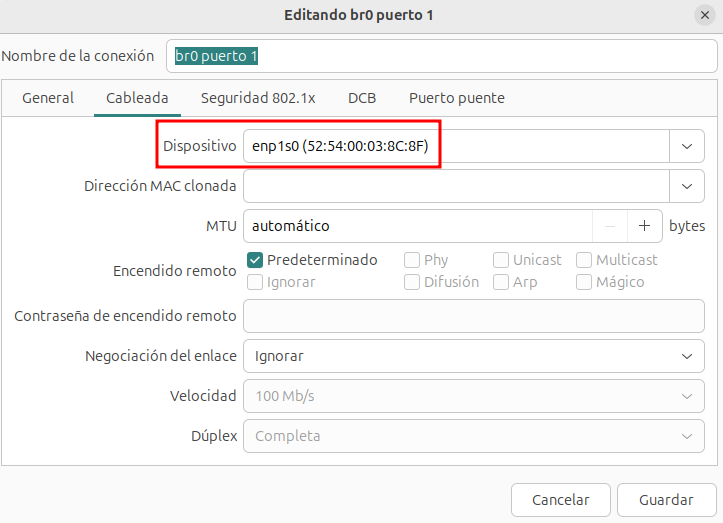 Editando br0 puerto 1
Nombre de la conexión br0 puerto 1
General Cableada Seguridad 802.1x DCB Puerto puente
Dispositivo enp1s0 (52:54:00:03:8C:8F)
Dirección MAC clonada
MTU automático − + bytes
Encendido remoto Predeterminado Phy Unicast Multicast
Ignorar Difusión Arp Mágico
Contraseña de encendido remoto
Negociación del enlace Ignorar
Velocidad 100 Mb/s
Dúplex Completa
Cancelar Guardar